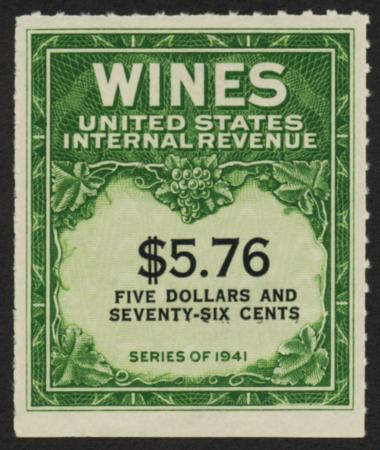 WINES
UNITED STATES
INTERNAL REVENUE
$5.76
FIVE DOLLARS AND
SEVENTY-SIX CENTS
SERIES OF 1941